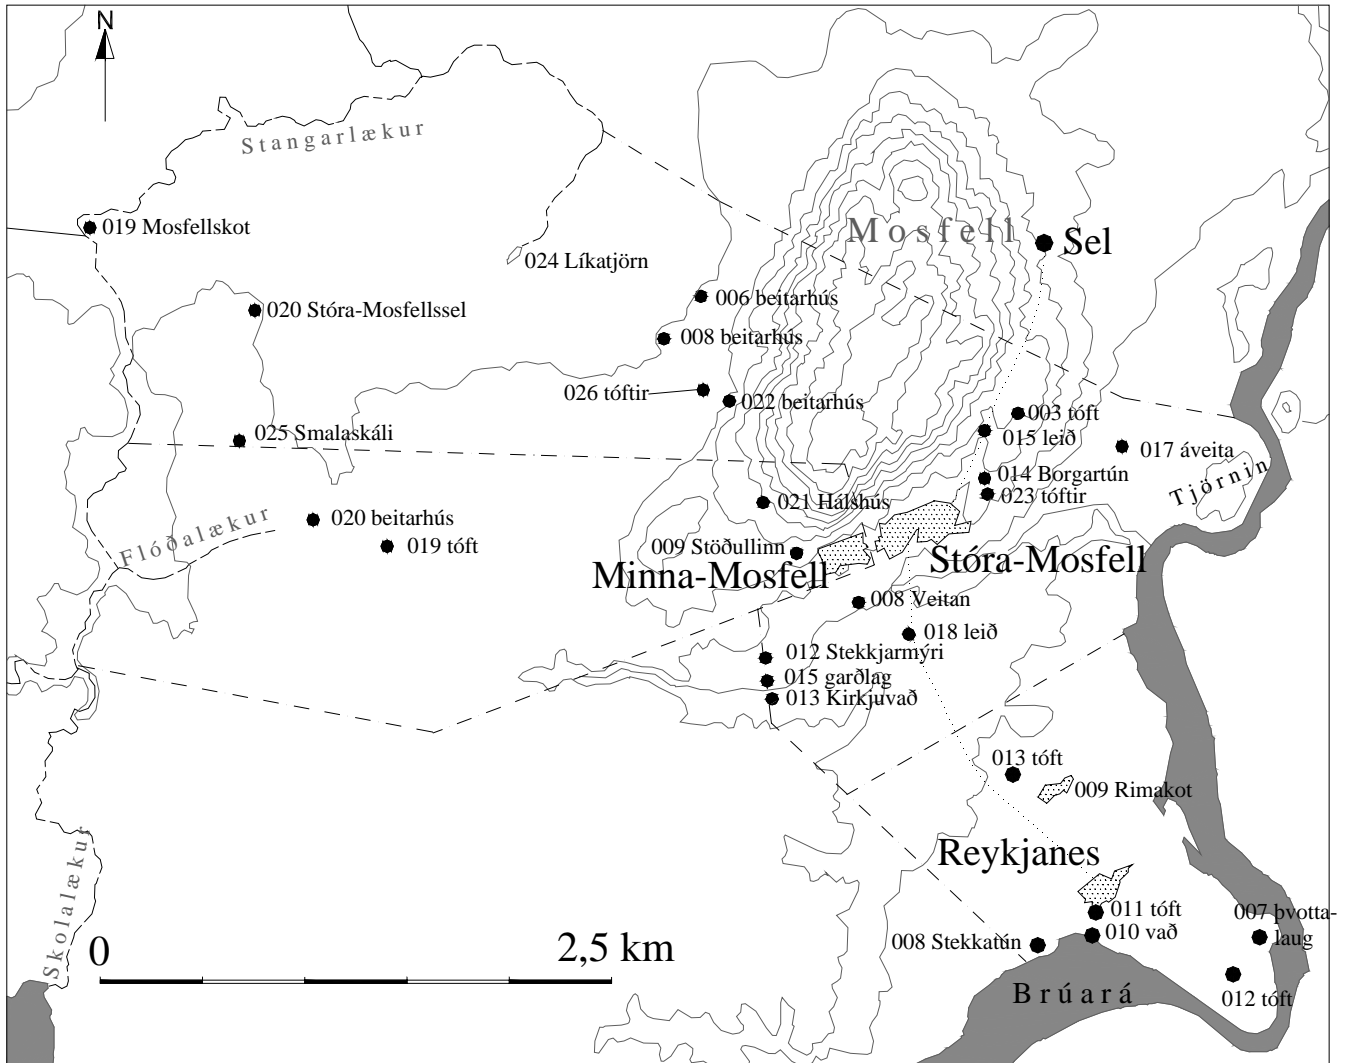 N
Stangarlækur
Mosfell
Sel
019 Mosfellskot
024 Líkatjörn
006 beitarhús
020 Stóra-Mosfellssel
008 beitarhús
026 tóftir
022 beitarhús
003 tóft
015 leið
025 Smalaskáli
017 áveita
014 Borgartún
023 tóftir
Tjörnin
021 Hálshús
020 beitarhús
Flóðalækur
019 tóft
009 Stöðullinn
Stóra-Mosfell
Minna-Mosfell
008 Veitan
018 leið
012 Stekkjarmýri
015 garðlag
013 Kirkjuvað
013 tóft
009 Rimakot
Reykjanes
Skolalækur
011 tóft
007 þvotta-
laug
010 vað
008 Stekkatún
0
2,5 km
Brúará
012 tóft